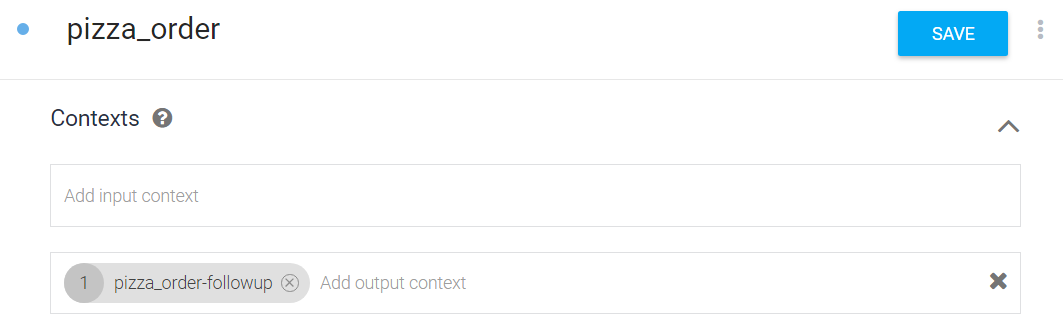 pizza_order
SAVE
Contexts ?
Add input context
1 pizza_order-followup Add output context